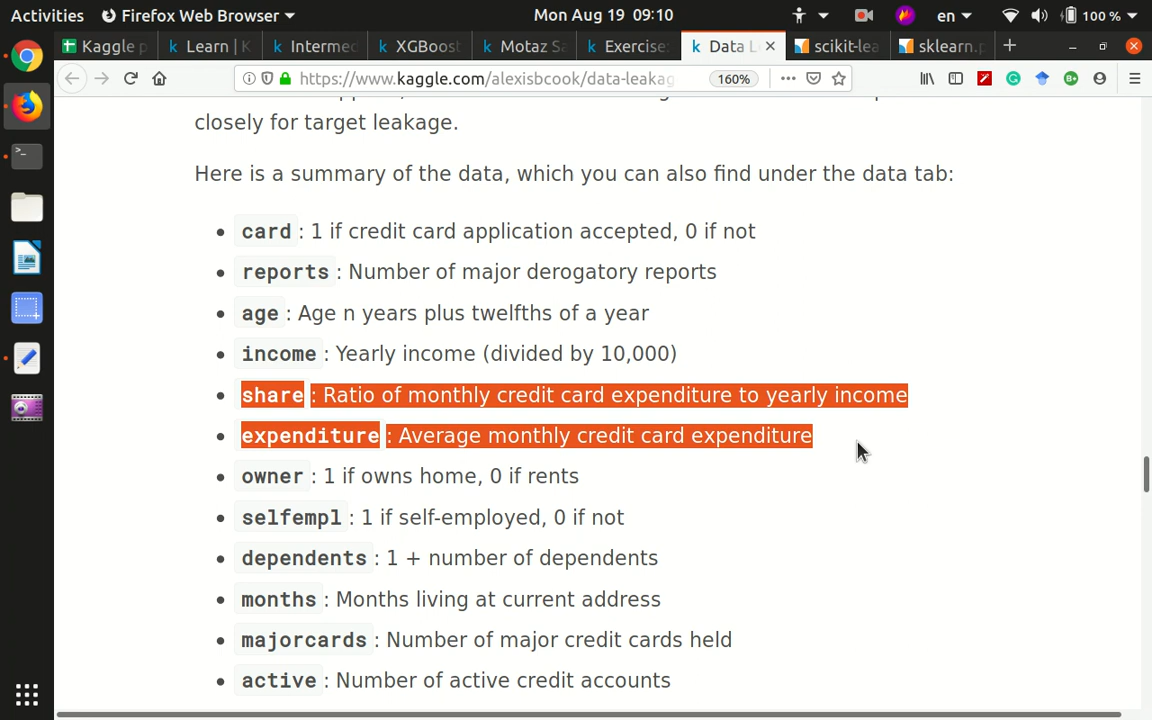 Activities Firefox Web Browser Mon Aug 19 09:10 en 100 %
Kaggle p Learn | K Intermed XGBoost Motaz Sa Exercise: Data L scikit-lea sklearn.p
https://www.kaggle.com/alexisbcook/data-leakag 160%
closely for target leakage.
Here is a summary of the data, which you can also find under the data tab:
card : 1 if credit card application accepted, 0 if not
reports : Number of major derogatory reports
age : Age n years plus twelfths of a year
income : Yearly income (divided by 10,000)
share : Ratio of monthly credit card expenditure to yearly income
expenditure : Average monthly credit card expenditure
owner : 1 if owns home, 0 if rents
selfempl : 1 if self-employed, 0 if not
dependents : 1 + number of dependents
months : Months living at current address
majorcards : Number of major credit cards held
active : Number of active credit accounts